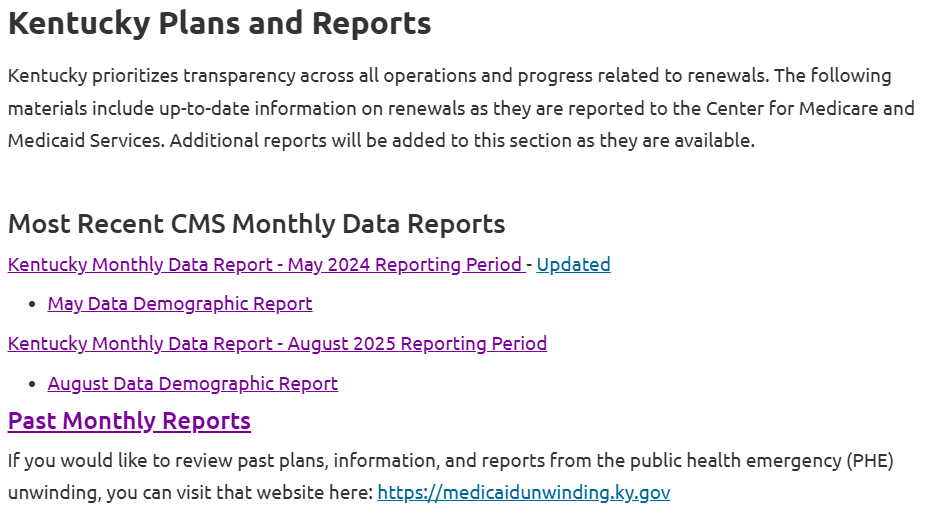 Kentucky Plans and Reports
Kentucky prioritizes transparency across all operations and progress related to renewals. The following
materials include up-to-date information on renewals as they are reported to the Center for Medicare and
Medicaid Services. Additional reports will be added to this section as they are available.
Most Recent CMS Monthly Data Reports
Kentucky Monthly Data Report - May 2024 Reporting Period - Updated
• May Data Demographic Report
Kentucky Monthly Data Report - August 2025 Reporting Period
• August Data Demographic Report
Past Monthly Reports
If you would like to review past plans, information, and reports from the public health emergency (PHE)
unwinding, you can visit that website here: https://medicaidunwinding.ky.gov